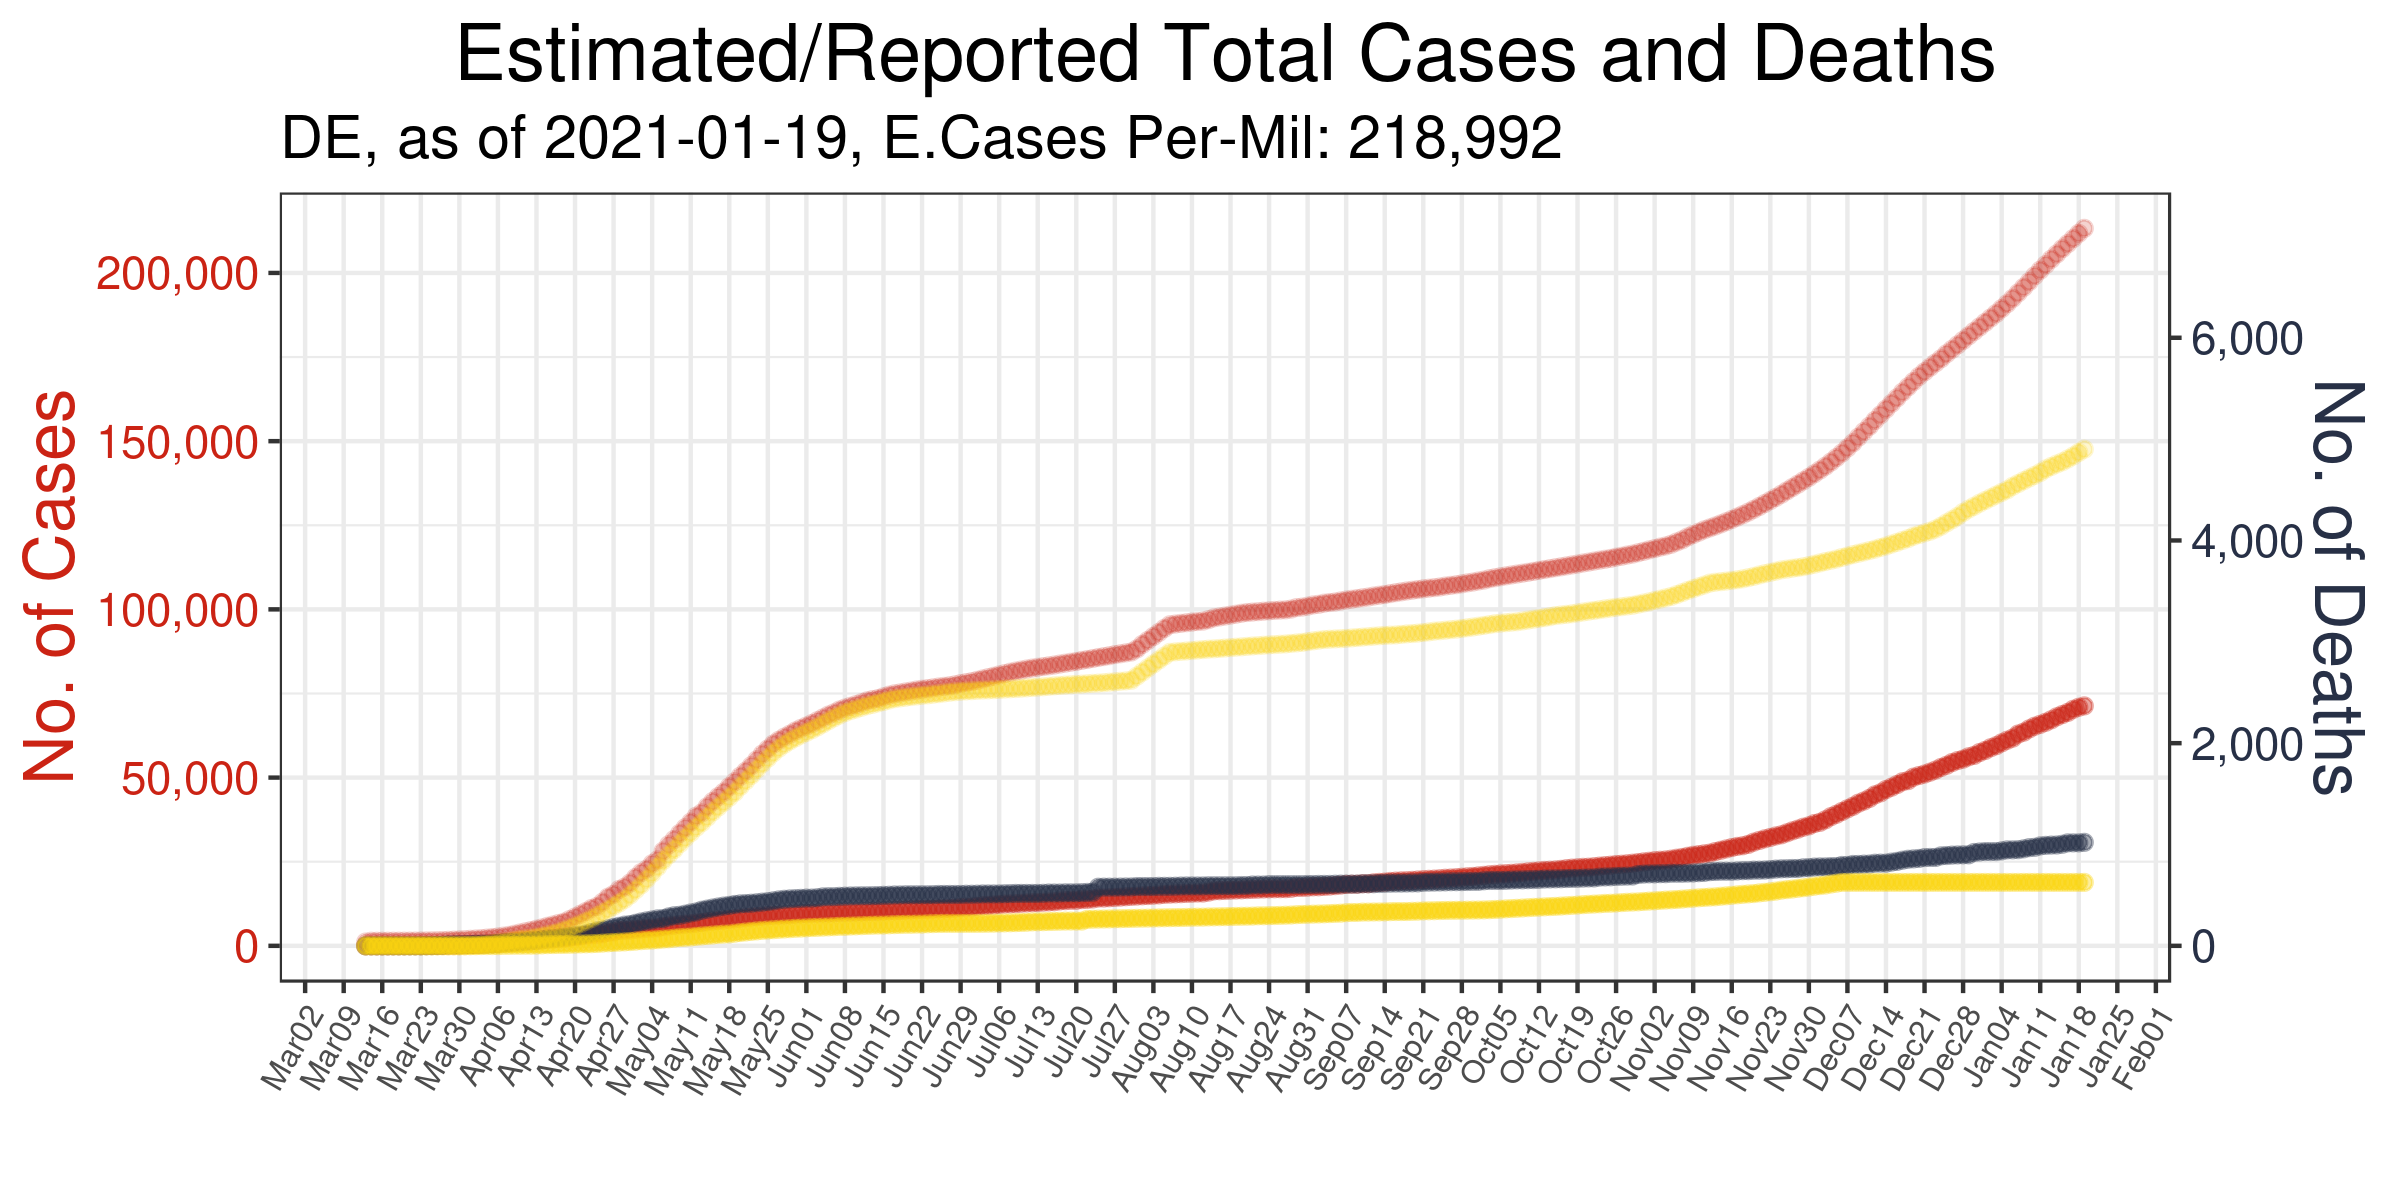 Estimated/Reported Total Cases and Deaths
DE, as of 2021-01-19, E.Cases Per-Mil: 218,992
No. of Cases
200,000
150,000
100,000
50,000
0
6,000
4,000
2,000
0
No. of Deaths
Mar02 Mar09 Mar16 Mar23 Mar30 Apr06 Apr13 Apr20 Apr27 May04 May11 May18 May25 Jun01 Jun08 Jun15 Jun22 Jun29 Jul06 Jul13 Jul20 Jul27 Aug03 Aug10 Aug17 Aug24 Aug31 Sep07 Sep14 Sep21 Sep28 Oct05 Oct12 Oct19 Oct26 Nov02 Nov09 Nov16 Nov23 Nov30 Dec07 Dec14 Dec21 Dec28 Jan04 Jan11 Jan18 Jan25 Feb01